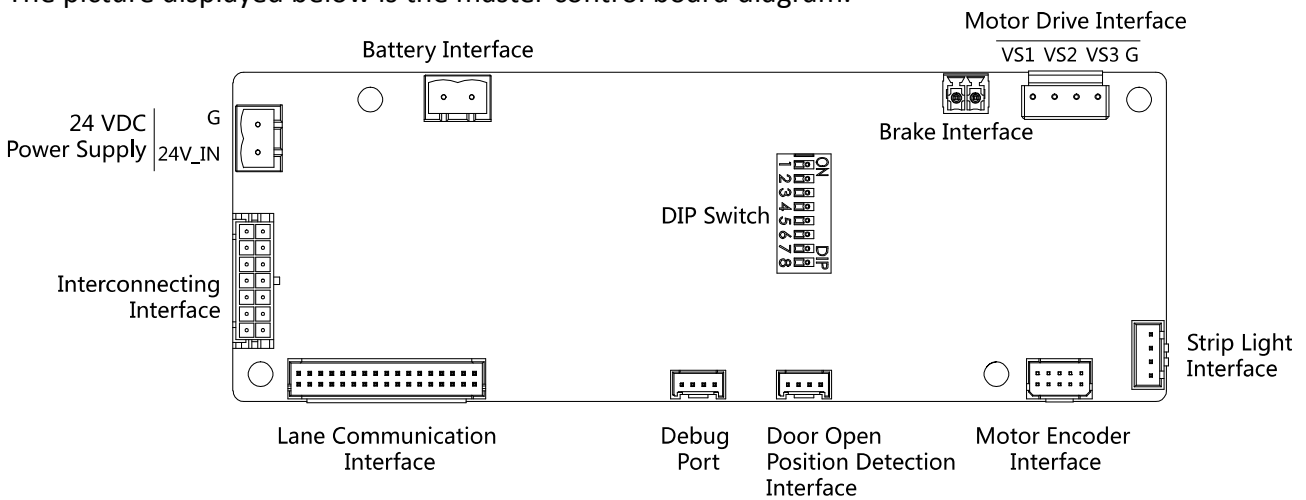 The picture displayed below is the master control board diagram.
Motor Drive Interface
VS1 VS2 VS3 G
Battery Interface
24 VDC
Power Supply
G
24V_IN
Brake Interface
DIP Switch
ON
1
2
3
4
5
6
7
8
DIP
Interconnecting
Interface
Strip Light
Interface
Lane Communication
Interface
Debug
Port
Door Open
Position Detection
Interface
Motor Encoder
Interface